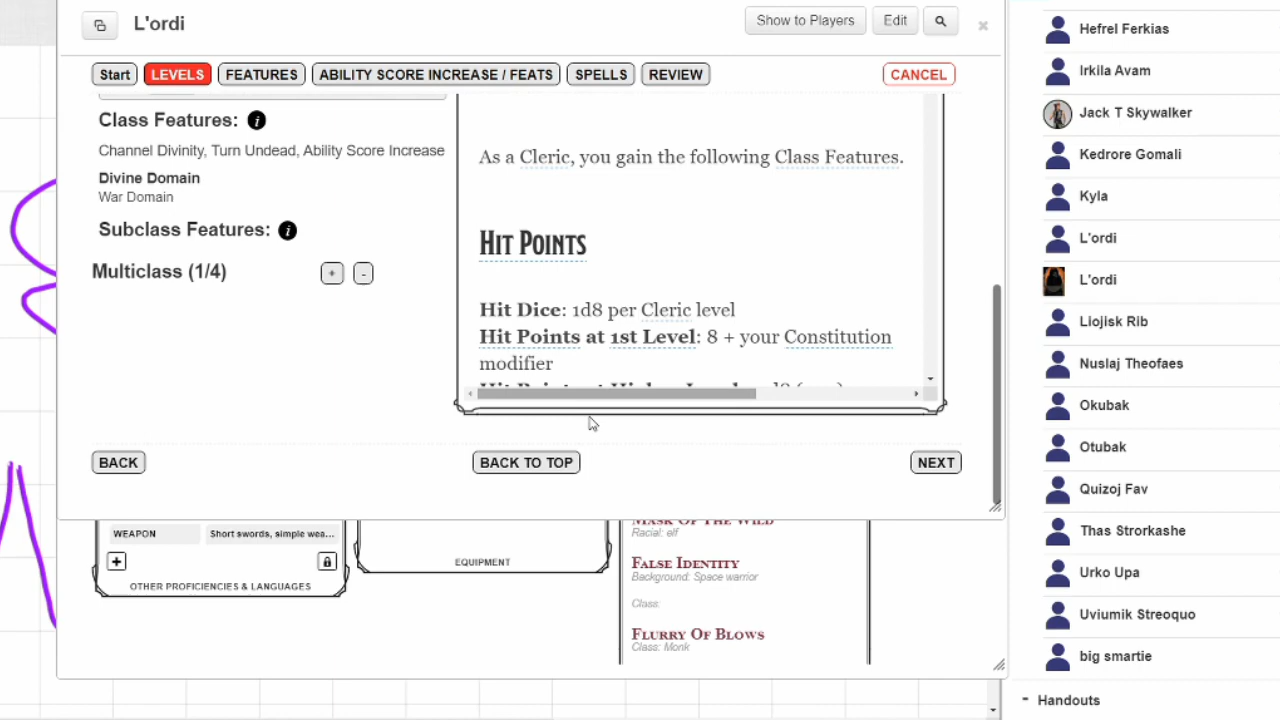 L'ordi
Show to Players
Edit
Start
LEVELS
FEATURES
ABILITY SCORE INCREASE / FEATS
SPELLS
REVIEW
CANCEL
Class Features:
Channel Divinity, Turn Undead, Ability Score Increase
Divine Domain
War Domain
Subclass Features:
Multiclass (1/4)
+
-
As a Cleric, you gain the following Class Features.
HIT POINTS
Hit Dice: 1d8 per Cleric level
Hit Points at 1st Level: 8 + your Constitution
modifier
BACK
BACK TO TOP
NEXT
WEAPON
Short swords, simple wea...
OTHER PROFICIENCIES & LANGUAGES
EQUIPMENT
MASK OF THE WILD
Racial: elf
FALSE IDENTITY
Background: Space warrior
Class:
FLURRY OF BLOWS
Class: Monk
Hefrel Ferkias
Irkila Avam
Jack T Skywalker
Kedrore Gomali
Kyla
L'ordi
L'ordi
Liojisk Rib
Nuslaj Theofaes
Okubak
Otubak
Quizoj Fav
Thas Strorkashe
Urko Upa
Uviumik Streoquo
big smartie
Handouts